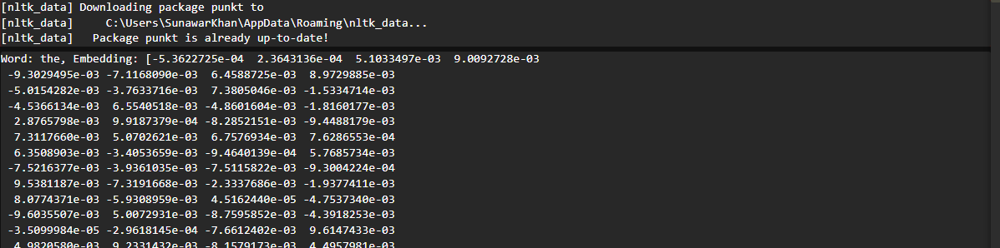 [nltk_data] Downloading package punkt to
[nltk_data]     C:\Users\SunawarKhan\AppData\Roaming\nltk_data...
[nltk_data]   Package punkt is already up-to-date!
Word: the, Embedding: [-5.3622725e-04  2.3643136e-04  5.1033497e-03  9.0092728e-03
 -9.3029495e-03 -7.1168090e-03  6.4588725e-03  8.9729885e-03
 -5.0154282e-03 -3.7633716e-03  7.3805046e-03 -1.5334714e-03
 -4.5366134e-03  6.5540518e-03 -4.8601604e-03 -1.8160177e-03
  2.8765798e-03  9.9187379e-04 -8.2852151e-03 -9.4488179e-03
  7.3117660e-03  5.0702621e-03  6.7576934e-03  7.6286553e-04
  6.3508903e-03 -3.4053659e-03 -9.4640139e-04  5.7685734e-03
 -7.5216377e-03 -3.9361035e-03 -7.5115822e-03 -9.3004224e-04
  9.5381187e-03 -7.3191668e-03 -2.3337686e-03 -1.9377411e-03
  8.0774371e-03 -5.9308959e-03  4.5162440e-05 -4.7537340e-03
 -9.6035507e-03  5.0072931e-03 -8.7595852e-03 -4.3918253e-03
 -3.5099984e-05 -2.9618145e-04 -7.6612402e-03  9.6147433e-03
  4.9820580e-03  9.2331432e-03 -8.1579173e-03  4.4957981e-03